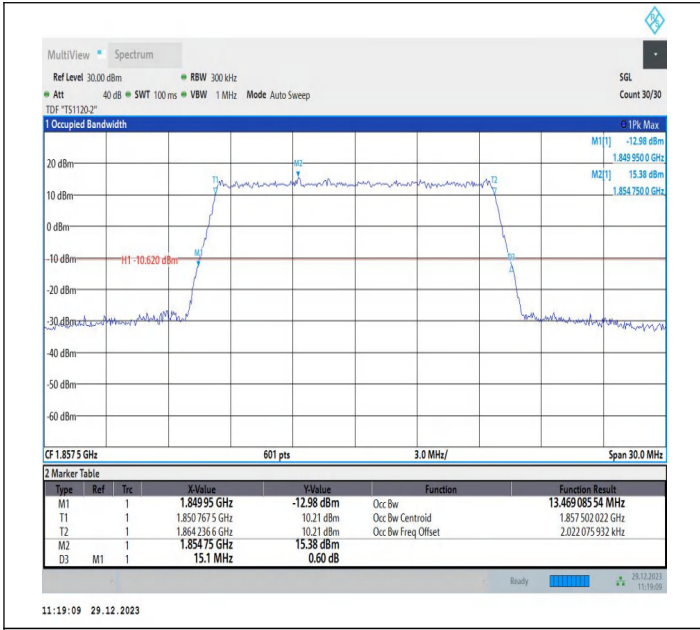 R S
MultiView Spectrum
Ref Level 30.00 dBm RBW 300 kHz SGL
Att 40 dB SWT 100 ms VBW 1 MHz Mode Auto Sweep Count 30/30
TDF "TS1120-2"
1 Occupied Bandwidth 1Pk Max
M1[1] -12.98 dBm
1.849 950 0 GHz
M2[1] 15.38 dBm
1.854 750 0 GHz
20 dBm
M2
T1 T2
10 dBm
0 dBm
M1 D3
-10 dBm H1 -10.620 dBm
-20 dBm
-30 dBm
-40 dBm
-50 dBm
-60 dBm
CF 1.857 5 GHz 601 pts 3.0 MHz/ Span 30.0 MHz
2 Marker Table
Type Ref Trc X-Value Y-Value Function Function Result
M1 1 1.849 95 GHz -12.98 dBm Occ Bw 13.469 085 54 MHz
T1 1 1.850 767 5 GHz 10.21 dBm Occ Bw Centroid 1.857 502 022 GHz
T2 1 1.864 236 6 GHz 10.21 dBm Occ Bw Freq Offset 2.022 075 932 kHz
M2 1 1.854 75 GHz 15.38 dBm
D3 M1 1 15.1 MHz 0.60 dB
Ready 29.12.2023
11:19:09
11:19:09 29.12.2023